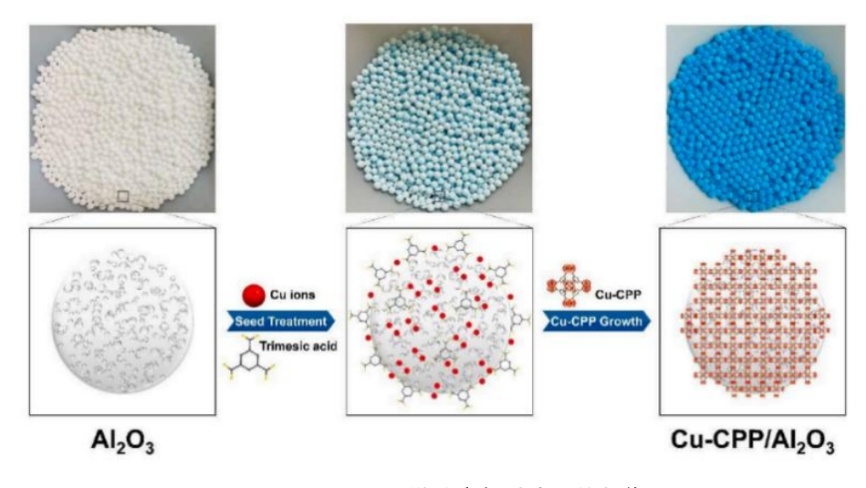 Cu ions
Seed Treatment
Trimesic acid
Cu-CPP
Cu-CPP Growth
Al₂O₃
Cu-CPP/Al₂O₃